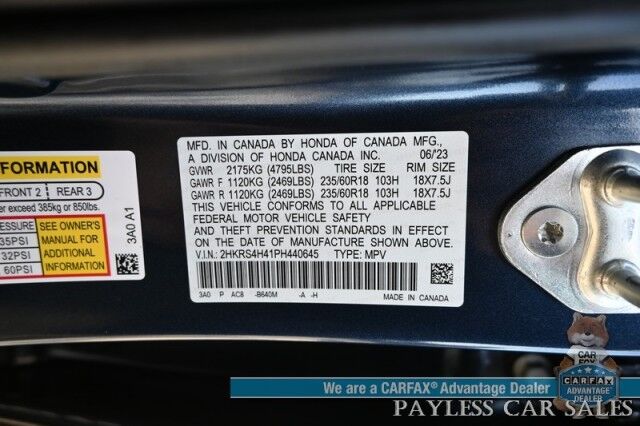 MFD. IN CANADA BY HONDA OF CANADA MFG.,
A DIVISION OF HONDA CANADA INC. 06/23
GVWR 2175KG (4795LBS) TIRE SIZE RIM SIZE
GAWR F 1120KG (2469LBS) 235/60R18 103H 18X7.5J
GAWR R 1120KG (2469LBS) 235/60R18 103H 18X7.5J
THIS VEHICLE CONFORMS TO ALL APPLICABLE
FEDERAL MOTOR VEHICLE SAFETY
AND THEFT PREVENTION STANDARDS IN EFFECT
ON THE DATE OF MANUFACTURE SHOWN ABOVE.
V.I.N.: 2HKRS4H41PH440645 TYPE: MPV
3A0 P AC8 -B640M -A -H MADE IN CANADA
FORMATION
FRONT 2 REAR 3
er exceed 385kg or 850lbs.
PRESSURE
35PSI
32PSI
60PSI
SEE OWNER'S
MANUAL FOR
ADDITIONAL
INFORMATION
3A0 A1
We are a CARFAX® Advantage Dealer
CAR
FOX
CARFAX
ADVANTAGE
DEALER
PAYLESS CAR SALES